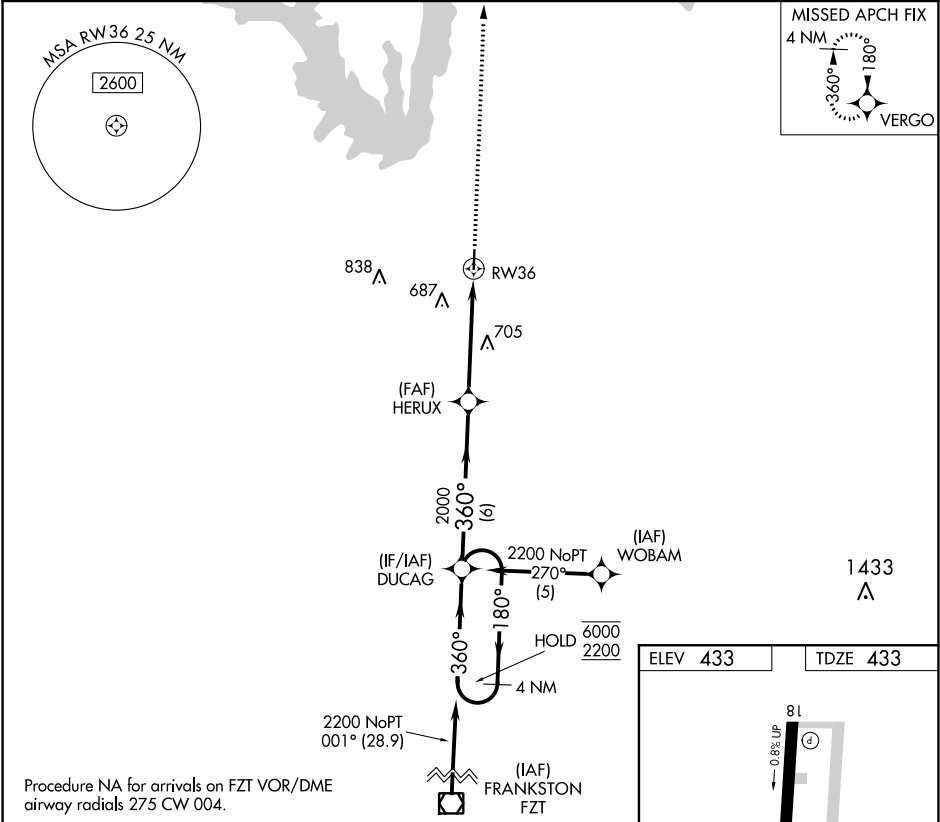 MSA RW36 25 NM
2600
MISSED APCH FIX
4 NM
360°
180°
VERGO
838
687
RW36
705
(FAF)
HERUX
2000
360°
(6)
(IF/IAF)
DUCAG
2200 NoPT
270°
(5)
(IAF)
WOBAM
1433
360°
180°
HOLD
6000
2200
4 NM
2200 NoPT
001° (28.9)
(IAF)
FRANKSTON
FZT
Procedure NA for arrivals on FZT VOR/DME
airway radials 275 CW 004.
ELEV 433
TDZE 433
18
0.8% UP
P